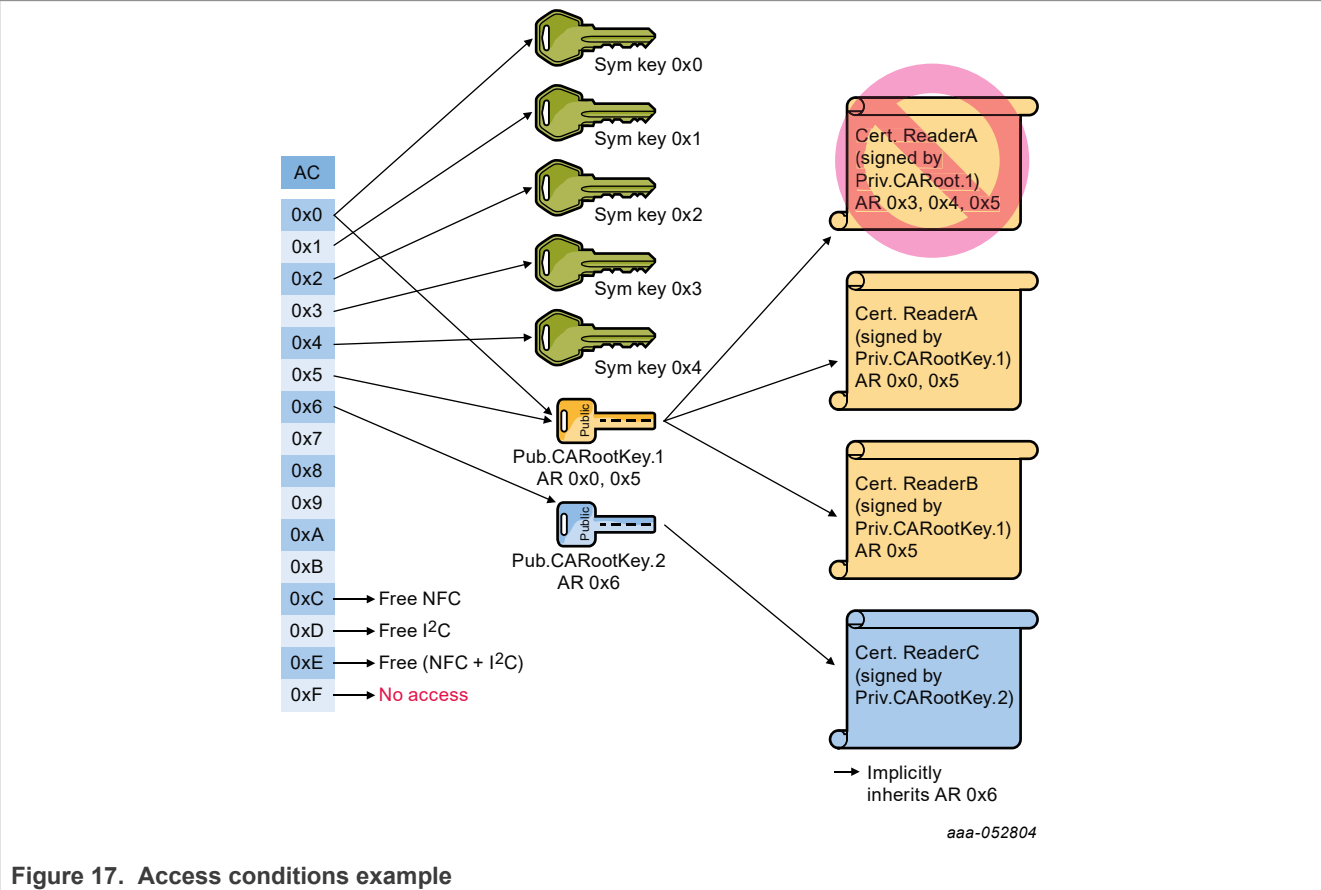 AC
0x0
0x1
0x2
0x3
0x4
0x5
0x6
0x7
0x8
0x9
0xA
0xB
0xC
0xD
0xE
0xF
Free NFC
Free I2C
Free (NFC + I2C)
No access
Sym key 0x0
Sym key 0x1
Sym key 0x2
Sym key 0x3
Sym key 0x4
Public
Pub.CARootKey.1
AR 0x0, 0x5
Public
Pub.CARootKey.2
AR 0x6
Cert. ReaderA
(signed by
Priv.CARoot.1)
AR 0x3, 0x4, 0x5
Cert. ReaderA
(signed by
Priv.CARootKey.1)
AR 0x0, 0x5
Cert. ReaderB
(signed by
Priv.CARootKey.1)
AR 0x5
Cert. ReaderC
(signed by
Priv.CARootKey.2)
Implicitly
inherits AR 0x6
aaa-052804
Figure 17. Access conditions example